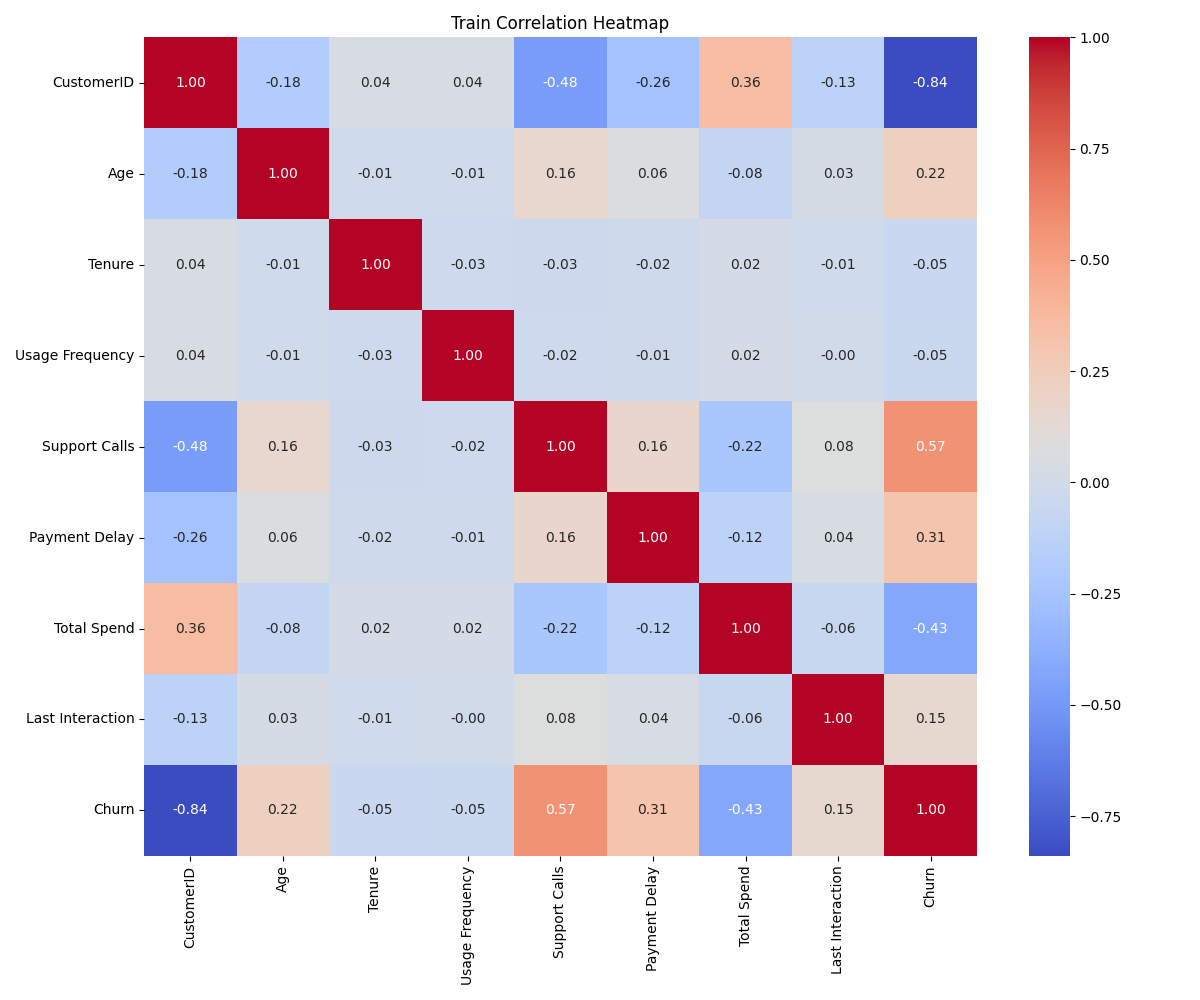 Train Correlation Heatmap
CustomerID 1.00 -0.18 0.04 0.04 -0.48 -0.26 0.36 -0.13 -0.84
Age -0.18 1.00 -0.01 -0.01 0.16 0.06 -0.08 0.03 0.22
Tenure 0.04 -0.01 1.00 -0.03 -0.03 -0.02 0.02 -0.01 -0.05
Usage Frequency 0.04 -0.01 -0.03 1.00 -0.02 -0.01 0.02 -0.00 -0.05
Support Calls -0.48 0.16 -0.03 -0.02 1.00 0.16 -0.22 0.08 0.57
Payment Delay -0.26 0.06 -0.02 -0.01 0.16 1.00 -0.12 0.04 0.31
Total Spend 0.36 -0.08 0.02 0.02 -0.22 -0.12 1.00 -0.06 -0.43
Last Interaction -0.13 0.03 -0.01 -0.00 0.08 0.04 -0.06 1.00 0.15
Churn -0.84 0.22 -0.05 -0.05 0.57 0.31 -0.43 0.15 1.00
CustomerID
Age
Tenure
Usage Frequency
Support Calls
Payment Delay
Total Spend
Last Interaction
Churn
1.00
0.75
0.50
0.25
0.00
−0.25
−0.50
−0.75